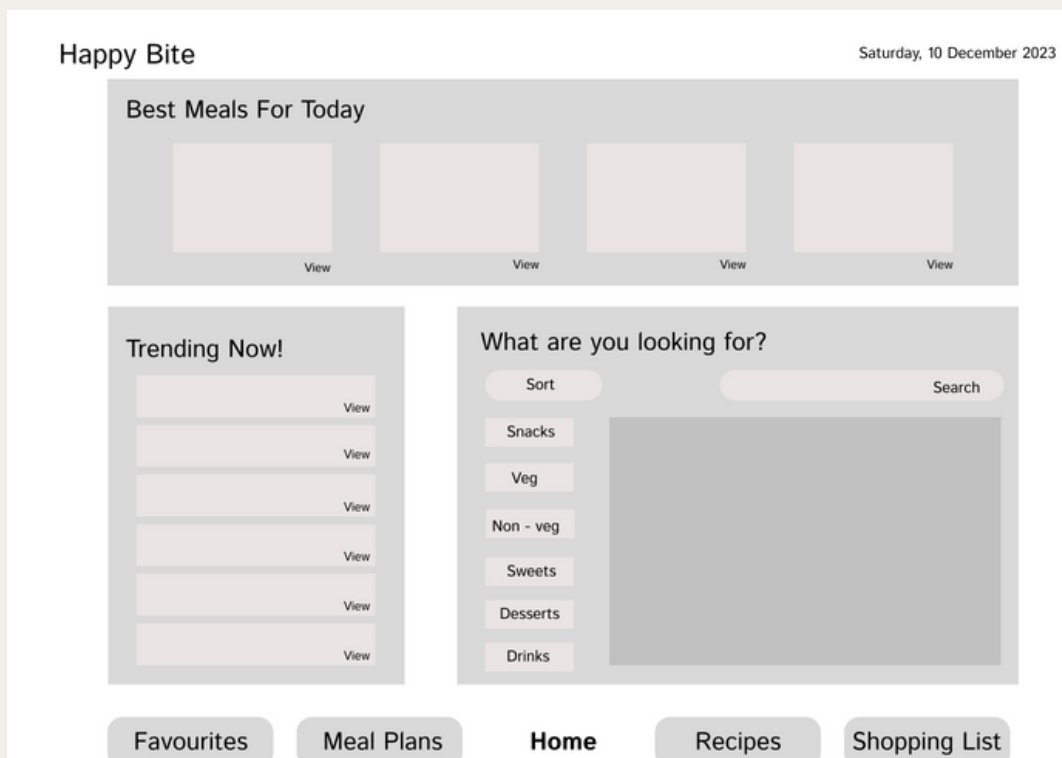 Happy Bite
Saturday, 10 December 2023
Best Meals For Today
View
View
View
View
Trending Now!
View
View
View
View
View
View
What are you looking for?
Sort
Search
Snacks
Veg
Non - veg
Sweets
Desserts
Drinks
Favourites
Meal Plans
Home
Recipes
Shopping List